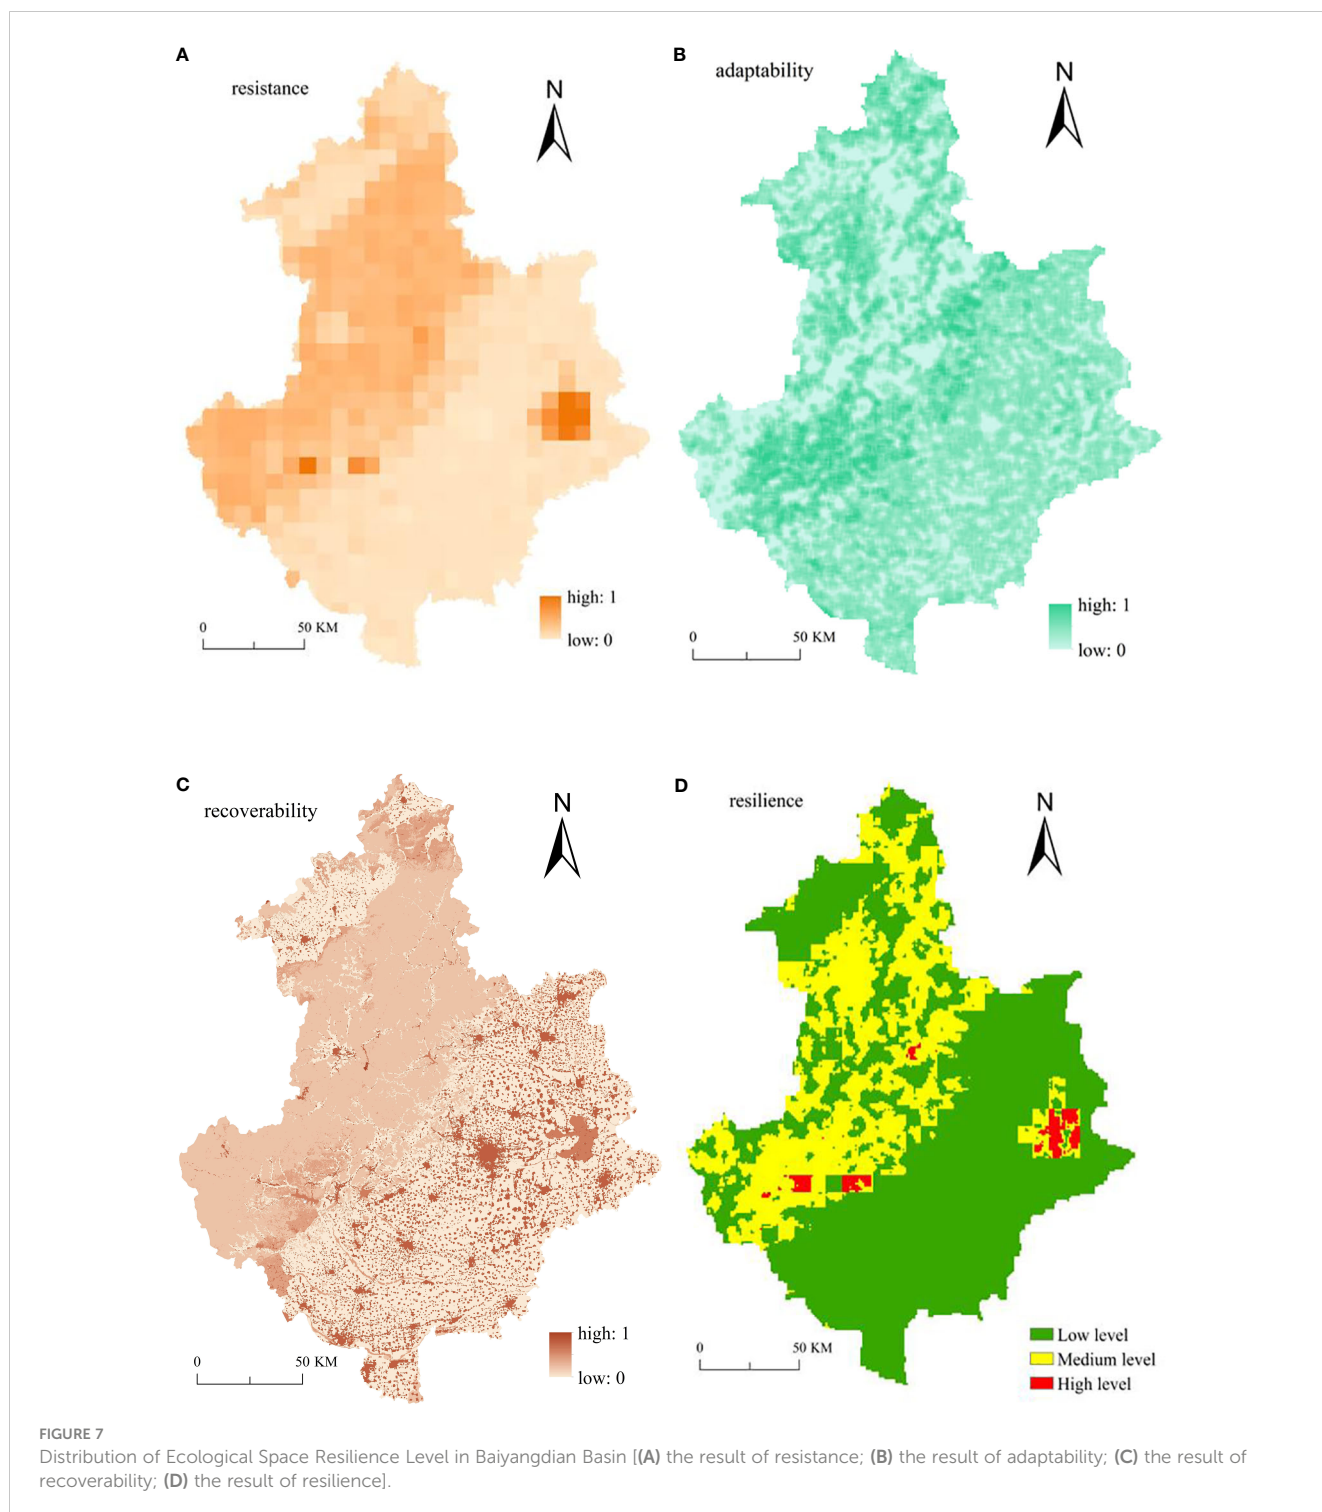 A
resistance
N
high: 1
low: 0
0 50 KM
B
adaptability
N
high: 1
low: 0
0 50 KM
C
recoverability
N
high: 1
low: 0
0 50 KM
D
resilience
N
Low level
Medium level
High level
0 50 KM
FIGURE 7
Distribution of Ecological Space Resilience Level in Baiyangdian Basin [(A) the result of resistance; (B) the result of adaptability; (C) the result of
recoverability; (D) the result of resilience].